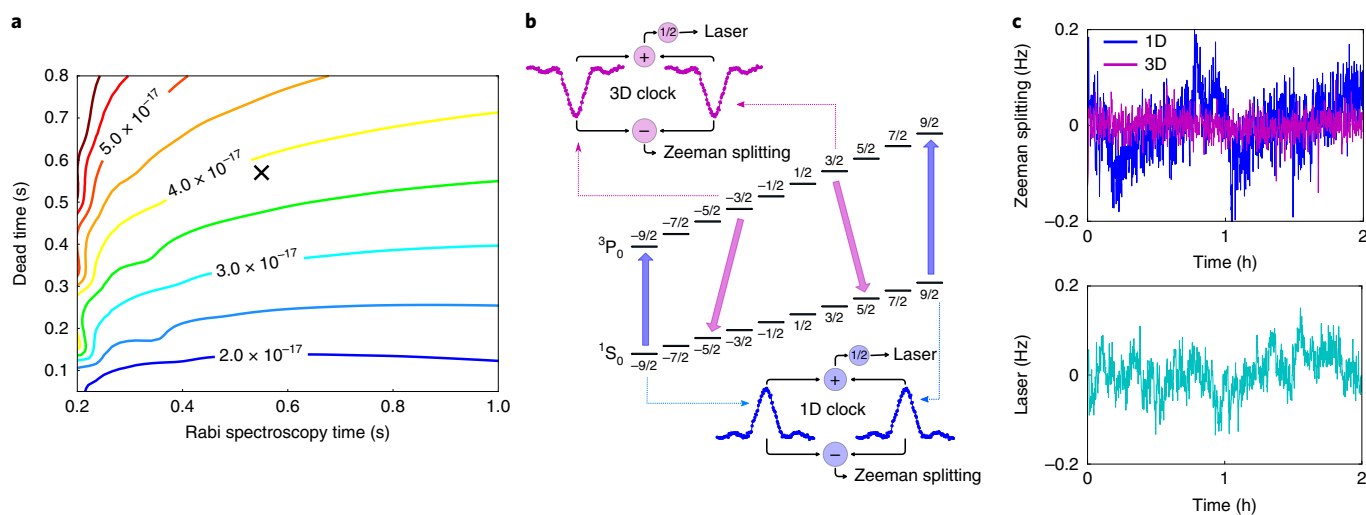 a
Dead time (s)
0.8
0.7
0.6
0.5
0.4
0.3
0.2
0.1
5.0 × 10⁻¹⁷
4.0 × 10⁻¹⁷
3.0 × 10⁻¹⁷
2.0 × 10⁻¹⁷
0.2 0.4 0.6 0.8 1.0
Rabi spectroscopy time (s)
b
1/2 Laser
+
3D clock
−
Zeeman splitting
³P₀
−9/2 −7/2 −5/2 −3/2 −1/2 1/2 3/2 5/2 7/2 9/2
¹S₀
−9/2 −7/2 −5/2 −3/2 −1/2 1/2 3/2 5/2 7/2 9/2
1/2 Laser
+
1D clock
−
Zeeman splitting
c
Zeeman splitting (Hz)
0.2
0
−0.2
1D
3D
0 1 2
Time (h)
Laser (Hz)
0.2
0
−0.2
0 1 2
Time (h)